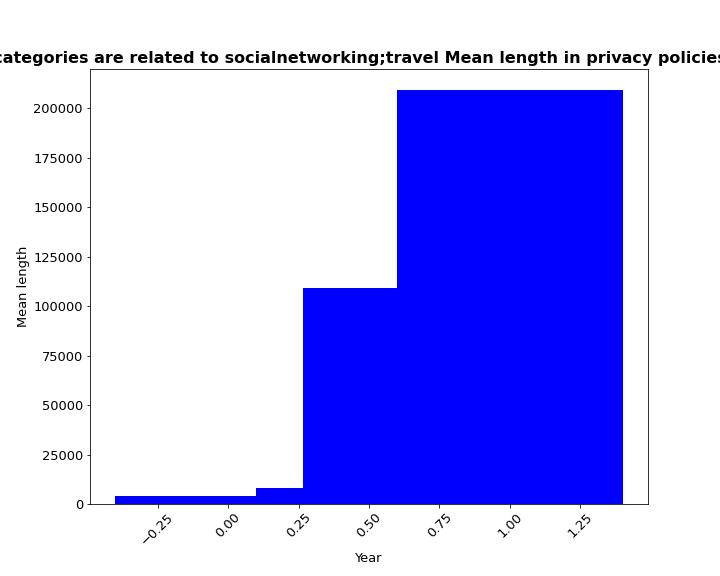 categories are related to socialnetworking;travel Mean length in privacy policies
200000
175000
150000
125000
100000
75000
50000
25000
0
Mean length
−0.25 0.00 0.25 0.50 0.75 1.00 1.25
Year